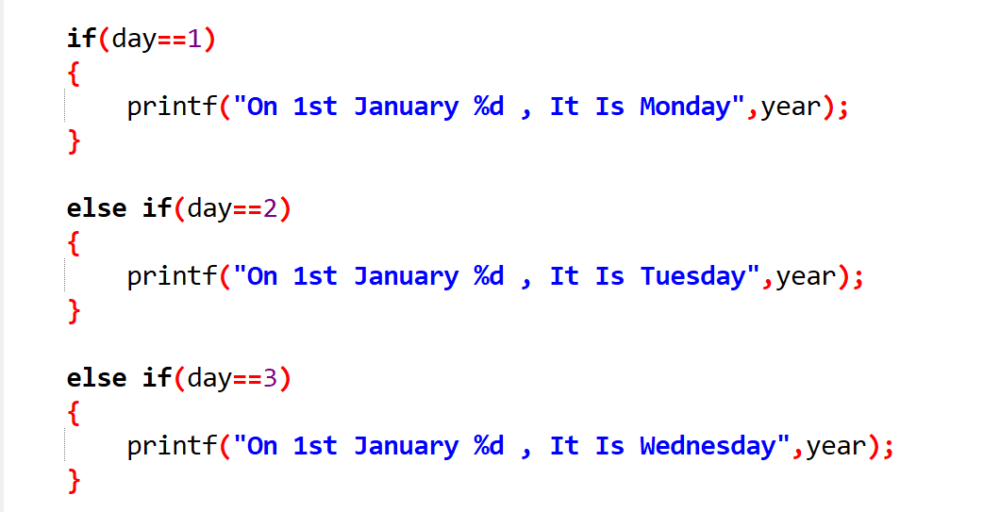 if(day==1)
{
    printf("On 1st January %d , It Is Monday",year);
}
else if(day==2)
{
    printf("On 1st January %d , It Is Tuesday",year);
}
else if(day==3)
{
    printf("On 1st January %d , It Is Wednesday",year);
}